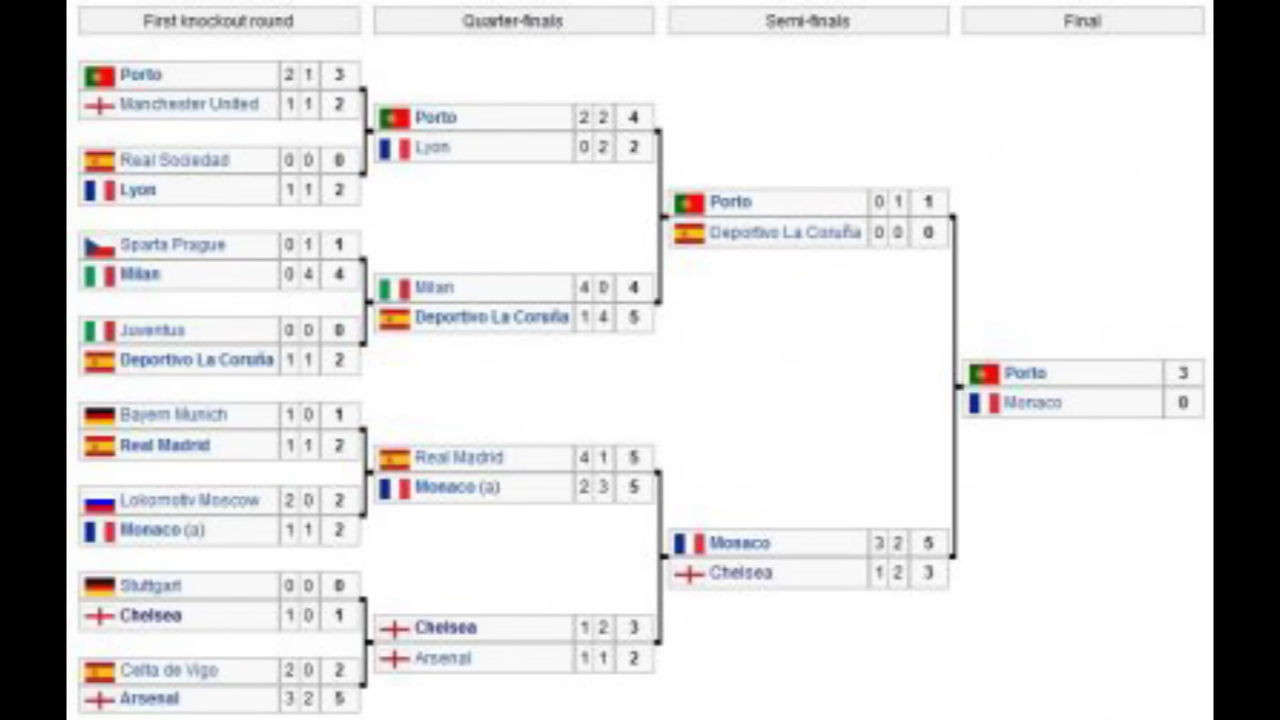 First knockout round Quarter-finals Semi-finals Final
Porto 2 1 3
Manchester United 1 1 2
Real Sociedad 0 0 0
Lyon 1 1 2
Sparta Prague 0 1 1
Milan 0 4 4
Juventus 0 0 0
Deportivo La Coruña 1 1 2
Bayern Munich 1 0 1
Real Madrid 1 1 2
Lokomotiv Moscow 2 0 2
Monaco (a) 1 1 2
Stuttgart 0 0 0
Chelsea 1 0 1
Celta de Vigo 2 0 2
Arsenal 3 2 5
Porto 2 2 4
Lyon 0 2 2
Milan 4 0 4
Deportivo La Coruña 1 4 5
Real Madrid 4 1 5
Monaco (a) 2 3 5
Chelsea 1 2 3
Arsenal 1 1 2
Porto 0 1 1
Deportivo La Coruña 0 0 0
Monaco 3 2 5
Chelsea 1 2 3
Porto 3
Monaco 0